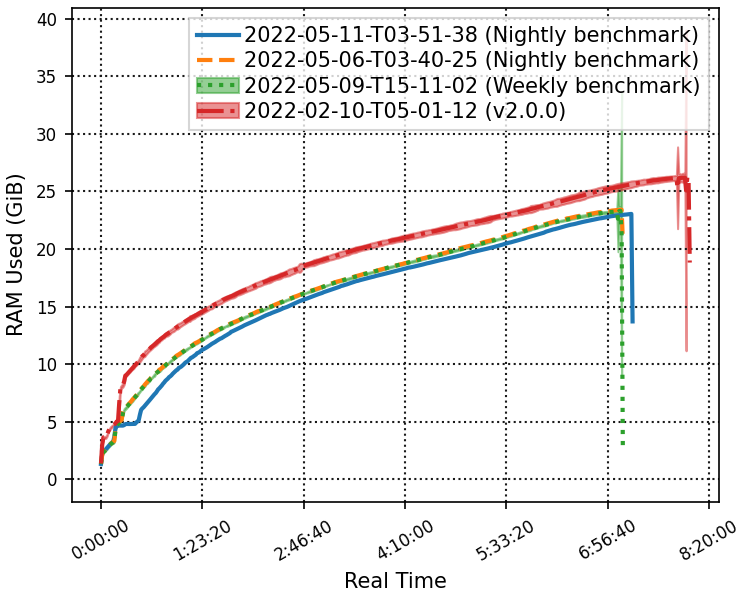 40
35
30
25
20
15
10
5
0
RAM Used (GiB)
2022-05-11-T03-51-38 (Nightly benchmark)
2022-05-06-T03-40-25 (Nightly benchmark)
2022-05-09-T15-11-02 (Weekly benchmark)
2022-02-10-T05-01-12 (v2.0.0)
0:00:00
1:23:20
2:46:40
4:10:00
5:33:20
6:56:40
8:20:00
Real Time